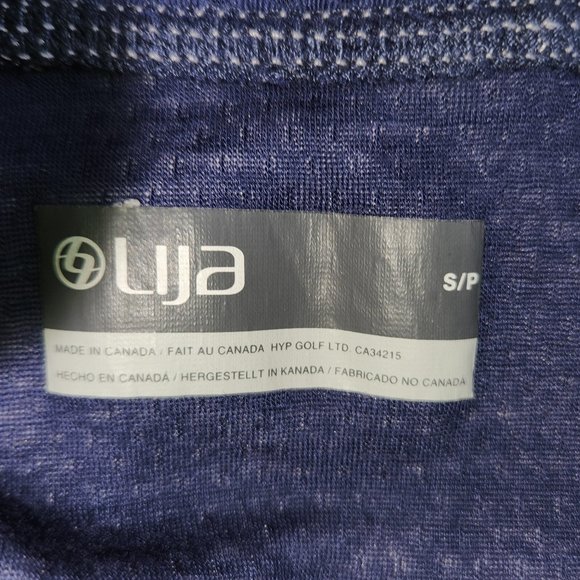 Lija
S/P
MADE IN CANADA / FAIT AU CANADA HYP GOLF LTD. CA34215
HECHO EN CANADÁ / HERGESTELLT IN KANADA / FABRICADO NO CANADA